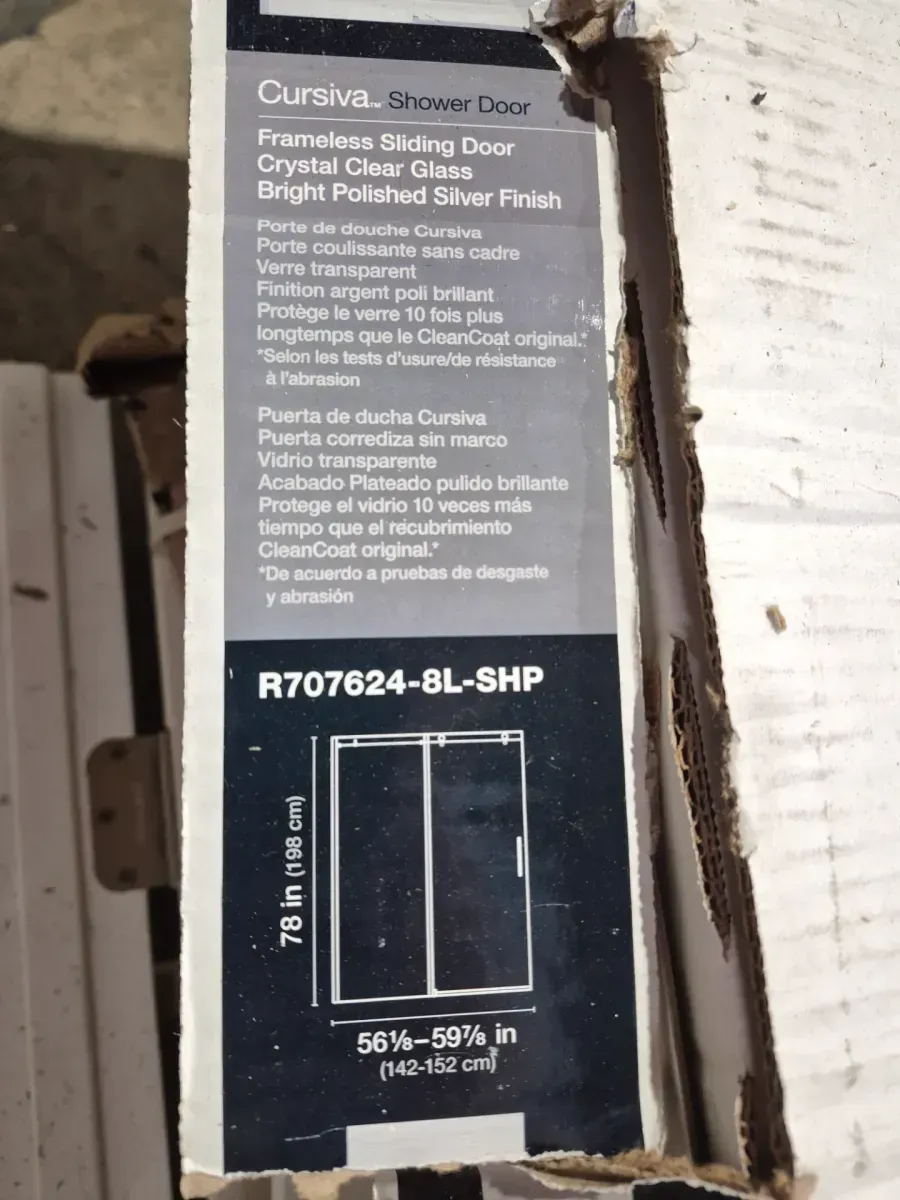 Cursiva™ Shower Door
Frameless Sliding Door
Crystal Clear Glass
Bright Polished Silver Finish
Porte de douche Cursiva
Porte coulissante sans cadre
Verre transparent
Finition argent poli brillant
Protège le verre 10 fois plus
longtemps que le CleanCoat original.*
*Selon les tests d'usure/de résistance
à l'abrasion
Puerta de ducha Cursiva
Puerta corrediza sin marco
Vidrio transparente
Acabado Plateado pulido brillante
Protege el vidrio 10 veces más
tiempo que el recubrimiento
CleanCoat original.*
*De acuerdo a pruebas de desgaste
y abrasión
R707624-8L-SHP
78 in (198 cm)
56⅛–59⅞ in
(142-152 cm)*